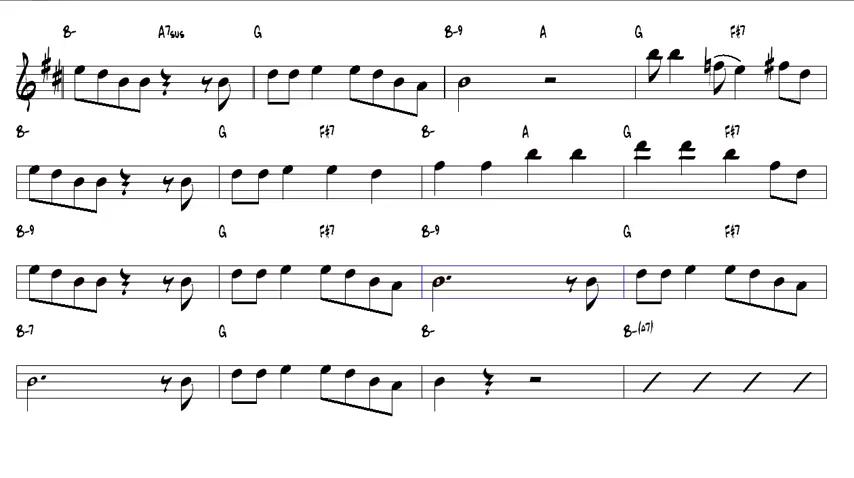 B- A7sus G B-9 A G F#7
B- G F#7 B- A G F#7
B-9 G F#7 B-9 G F#7
B-7 G B- B-(△7)